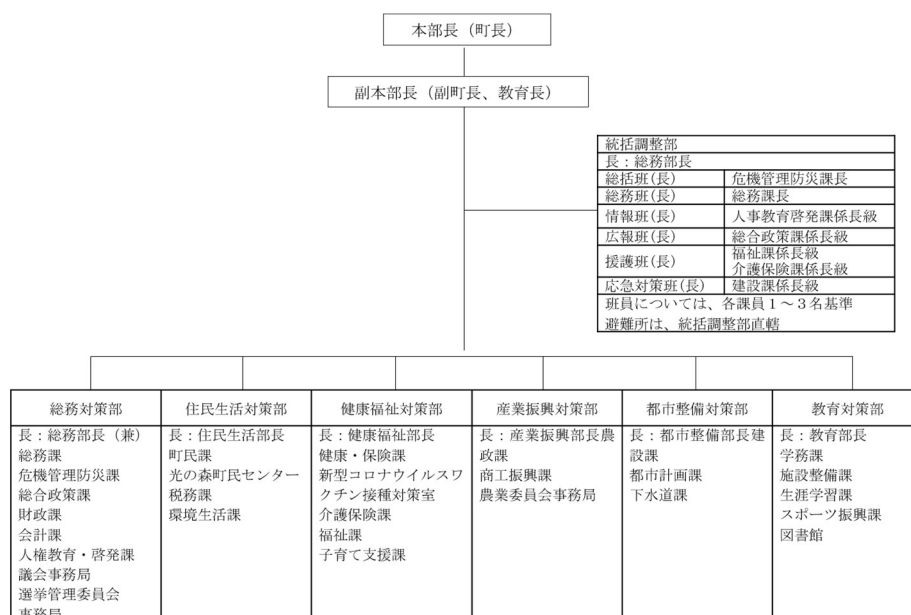 本部長（町長）
副本部長（副町長、教育長）
統括調整部
長：総務部長
総括班(長) 危機管理防災課長
総務班(長) 総務課長
情報班(長) 人事教育啓発課係長級
広報班(長) 総合政策課係長級
援護班(長) 福祉課係長級
介護保険課係長級
応急対策班(長) 建設課係長級
班員については、各課員１～３名基準
避難所は、統括調整部直轄
総務対策部
長：総務部長（兼）
総務課
危機管理防災課
総合政策課
財政課
会計課
人権教育・啓発課
議会事務局
選挙管理委員会
事務局
住民生活対策部
長：住民生活部長
町民課
光の森町民センター
税務課
環境生活課
健康福祉対策部
長：健康福祉部長
健康・保険課
新型コロナウイルスワ
クチン接種対策室
介護保険課
福祉課
子育て支援課
産業振興対策部
長：産業振興部長農
政課
商工振興課
農業委員会事務局
都市整備対策部
長：都市整備部長建
設課
都市計画課
下水道課
教育対策部
長：教育部長
学務課
施設整備課
生涯学習課
スポーツ振興課
図書館